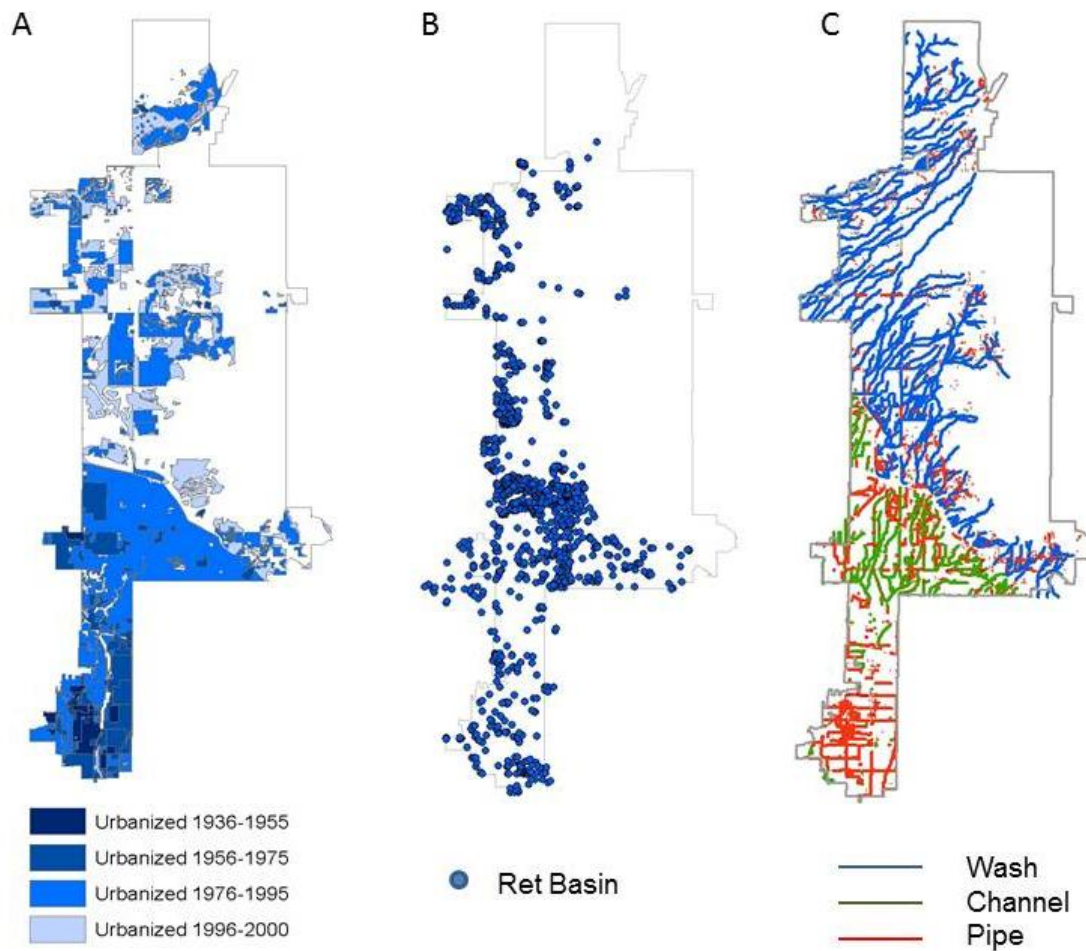 A
B
C
Urbanized 1936-1955
Urbanized 1956-1975
Urbanized 1976-1995
Urbanized 1996-2000
Ret Basin
Wash
Channel
Pipe